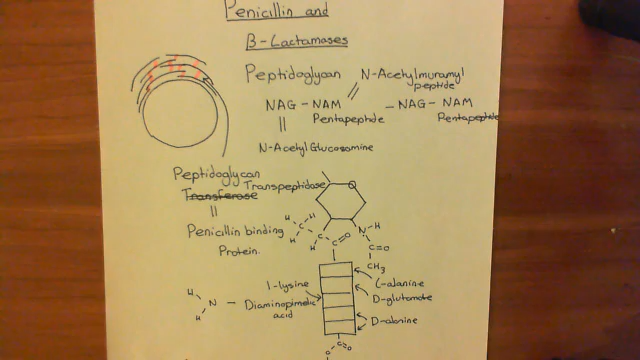 Penicillin and
β-Lactamases
Peptidoglycan
N-Acetylmuramyl
peptide
NAG - NAM
- NAG - NAM
Pentapeptide
Pentapeptide
N-Acetyl Glucosamine
Peptidoglycan
Transferase
Transpeptidase
Penicillin binding
Protein.
O
H
H
C
H
H
C
C
O
N-H
C=O
CH3
L-alanine
D-glutamate
l-lysine
Diaminopimelic
acid
D-alanine
H
N
H
C
O
O